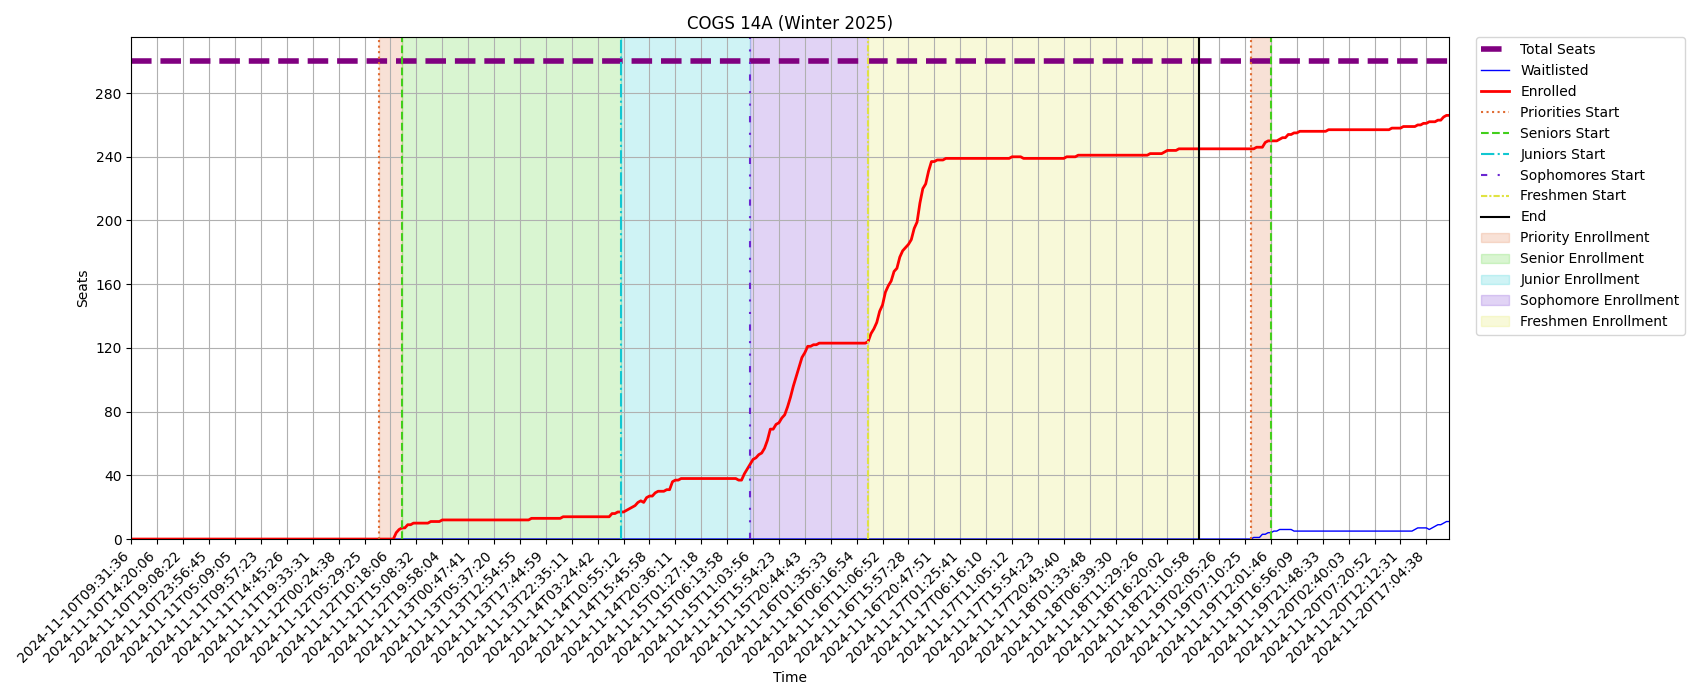 COGS 14A (Winter 2025)
Seats
280
240
200
160
120
80
40
0
2024-11-10T09:31:36
2024-11-10T14:20:06
2024-11-10T19:08:22
2024-11-10T23:56:45
2024-11-11T05:09:05
2024-11-11T09:57:23
2024-11-11T14:45:26
2024-11-11T19:33:31
2024-11-12T00:24:38
2024-11-12T05:29:25
2024-11-12T10:18:06
2024-11-12T15:08:32
2024-11-12T19:58:04
2024-11-13T00:47:41
2024-11-13T05:37:20
2024-11-13T12:54:55
2024-11-13T17:44:59
2024-11-13T22:35:11
2024-11-14T03:24:42
2024-11-14T10:55:12
2024-11-14T15:45:58
2024-11-14T20:36:11
2024-11-15T01:27:18
2024-11-15T06:13:58
2024-11-15T11:03:56
2024-11-15T15:54:23
2024-11-15T20:44:43
2024-11-16T01:35:33
2024-11-16T06:16:54
2024-11-16T11:06:52
2024-11-16T15:57:28
2024-11-16T20:47:51
2024-11-17T01:25:41
2024-11-17T06:16:10
2024-11-17T11:05:12
2024-11-17T15:54:23
2024-11-17T20:43:40
2024-11-18T01:33:48
2024-11-18T06:39:30
2024-11-18T11:29:26
2024-11-18T16:20:02
2024-11-18T21:10:58
2024-11-19T02:05:26
2024-11-19T07:10:25
2024-11-19T12:01:46
2024-11-19T16:56:09
2024-11-19T21:48:33
2024-11-20T02:40:03
2024-11-20T07:20:52
2024-11-20T12:12:31
2024-11-20T17:04:38
Time
Total Seats
Waitlisted
Enrolled
Priorities Start
Seniors Start
Juniors Start
Sophomores Start
Freshmen Start
End
Priority Enrollment
Senior Enrollment
Junior Enrollment
Sophomore Enrollment
Freshmen Enrollment